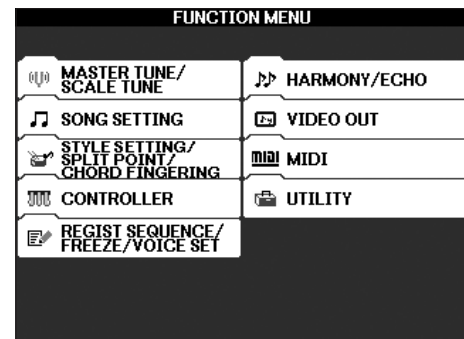 FUNCTION MENU
MASTER TUNE/
SCALE TUNE
SONG SETTING
STYLE SETTING/
SPLIT POINT/
CHORD FINGERING
CONTROLLER
REGIST SEQUENCE/
FREEZE/VOICE SET
HARMONY/ECHO
VIDEO OUT
MIDI MIDI
UTILITY